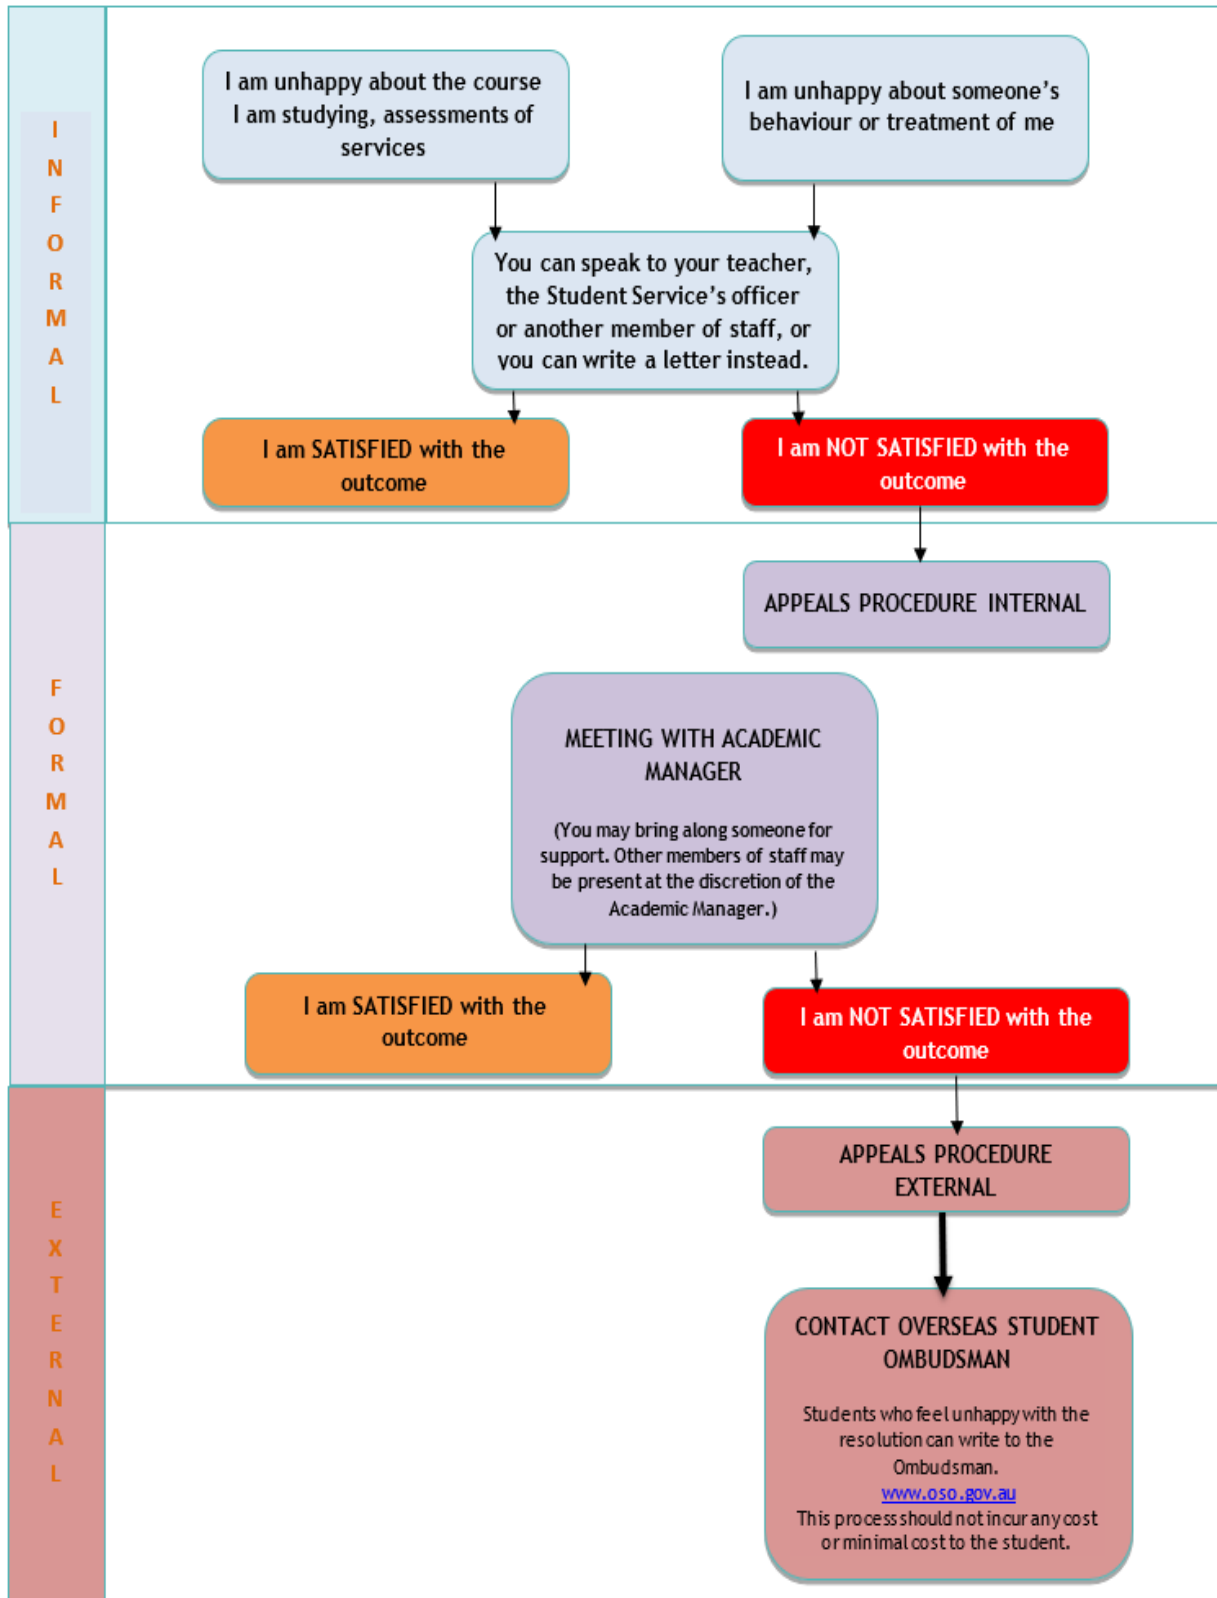 I
N
F
O
R
M
A
L
I am unhappy about the course
I am studying, assessments of
services
I am unhappy about someone's
behaviour or treatment of me
You can speak to your teacher,
the Student Service's officer
or another member of staff, or
you can write a letter instead.
I am SATISFIED with the
outcome
I am NOT SATISFIED with the
outcome
F
O
R
M
A
L
APPEALS PROCEDURE INTERNAL
MEETING WITH ACADEMIC
MANAGER
(You may bring along someone for
support. Other members of staff may
be present at the discretion of the
Academic Manager.)
I am SATISFIED with the
outcome
I am NOT SATISFIED with the
outcome
E
X
T
E
R
N
A
L
APPEALS PROCEDURE
EXTERNAL
CONTACT OVERSEAS STUDENT
OMBUDSMAN
Students who feel unhappy with the
resolution can write to the
Ombudsman.
www.oso.gov.au
This process should not incur any cost
or minimal cost to the student.